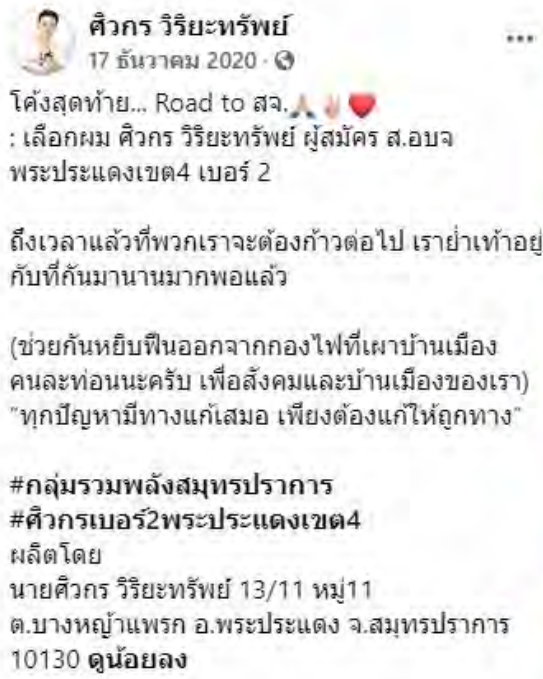 ศิวกร วิริยะทรัพย์
17 ธันวาคม 2020 ·
โค้งสุดท้าย... Road to สจ.🙏🏻✌🏻❤️
: เลือกผม ศิวกร วิริยะทรัพย์ ผู้สมัคร ส.อบจ
พระประแดงเขต4 เบอร์ 2
ถึงเวลาแล้วที่พวกเราจะต้องก้าวต่อไป เราย่ำเท้าอยู่
กับที่กันมานานมากพอแล้ว
(ช่วยกันหยิบฟืนออกจากกองไฟที่เผาบ้านเมือง
คนละท่อนนะครับ เพื่อสังคมและบ้านเมืองของเรา)
"ทุกปัญหามีทางแก้เสมอ เพียงต้องแก้ให้ถูกทาง"
#กลุ่มรวมพลังสมุทรปราการ
#ศิวกรเบอร์2พระประแดงเขต4
ผลิตโดย
นายศิวกร วิริยะทรัพย์ 13/11 หมู่11
ต.บางหญ้าแพรก อ.พระประแดง จ.สมุทรปราการ
10130 ดูน้อยลง